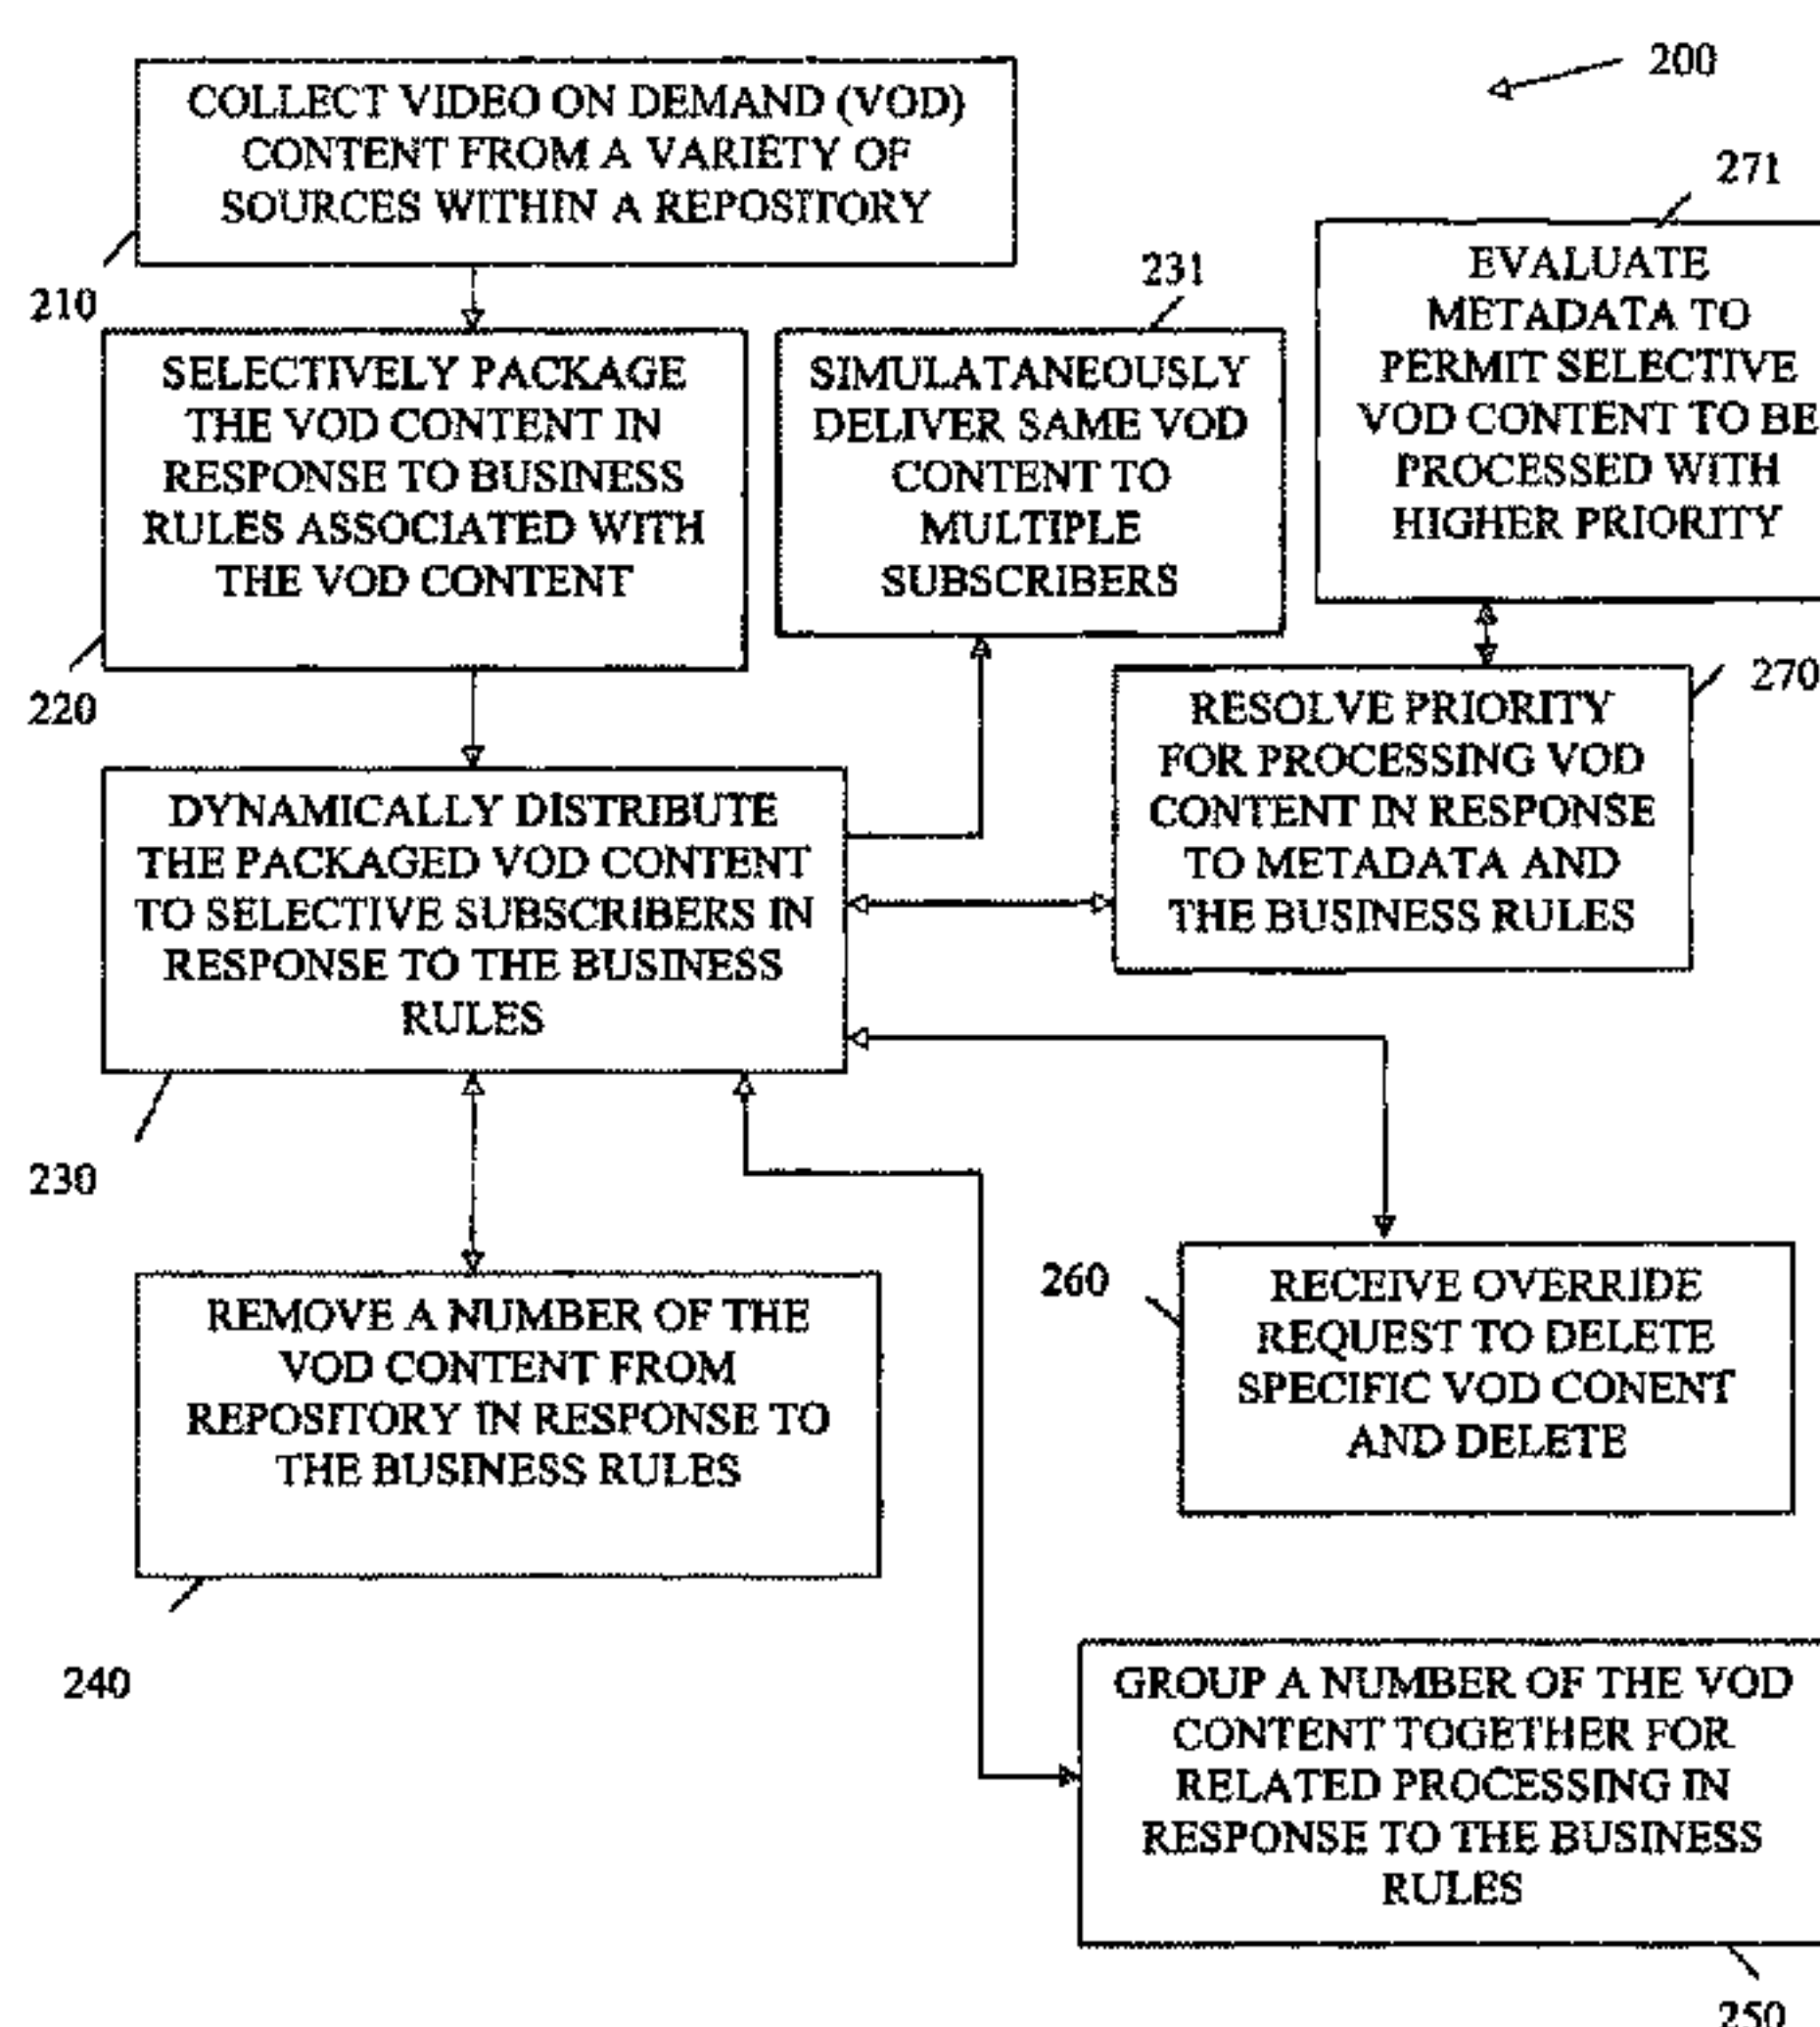 200
COLLECT VIDEO ON DEMAND (VOD)
CONTENT FROM A VARIETY OF
SOURCES WITHIN A REPOSITORY
210
271
EVALUATE
METADATA TO
PERMIT SELECTIVE
VOD CONTENT TO BE
PROCESSED WITH
HIGHER PRIORITY
231
SIMULATANEOUSLY
DELIVER SAME VOD
CONTENT TO
MULTIPLE
SUBSCRIBERS
SELECTIVELY PACKAGE
THE VOD CONTENT IN
RESPONSE TO BUSINESS
RULES ASSOCIATED WITH
THE VOD CONTENT
220
270
RESOLVE PRIORITY
FOR PROCESSING VOD
CONTENT IN RESPONSE
TO METADATA AND
THE BUSINESS RULES
DYNAMICALLY DISTRIBUTE
THE PACKAGED VOD CONTENT
TO SELECTIVE SUBSCRIBERS IN
RESPONSE TO THE BUSINESS
RULES
230
REMOVE A NUMBER OF THE
VOD CONTENT FROM
REPOSITORY IN RESPONSE TO
THE BUSINESS RULES
240
260
RECEIVE OVERRIDE
REQUEST TO DELETE
SPECIFIC VOD CONENT
AND DELETE
GROUP A NUMBER OF THE VOD
CONTENT TOGETHER FOR
RELATED PROCESSING IN
RESPONSE TO THE BUSINESS
RULES
250